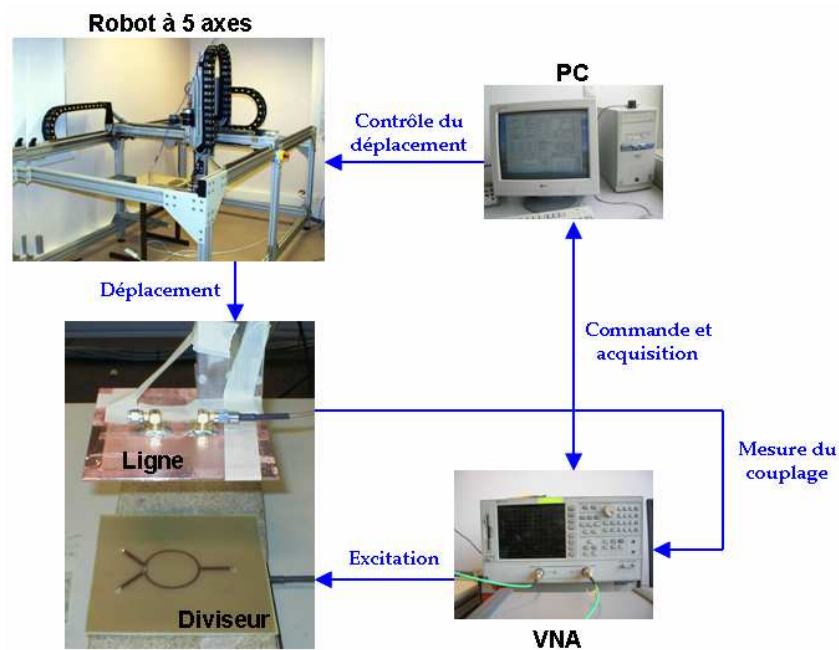 Robot à 5 axes
PC
Contrôle du
déplacement
Déplacement
Commande et
acquisition
Ligne
Mesure du
couplage
Excitation
Diviseur
VNA